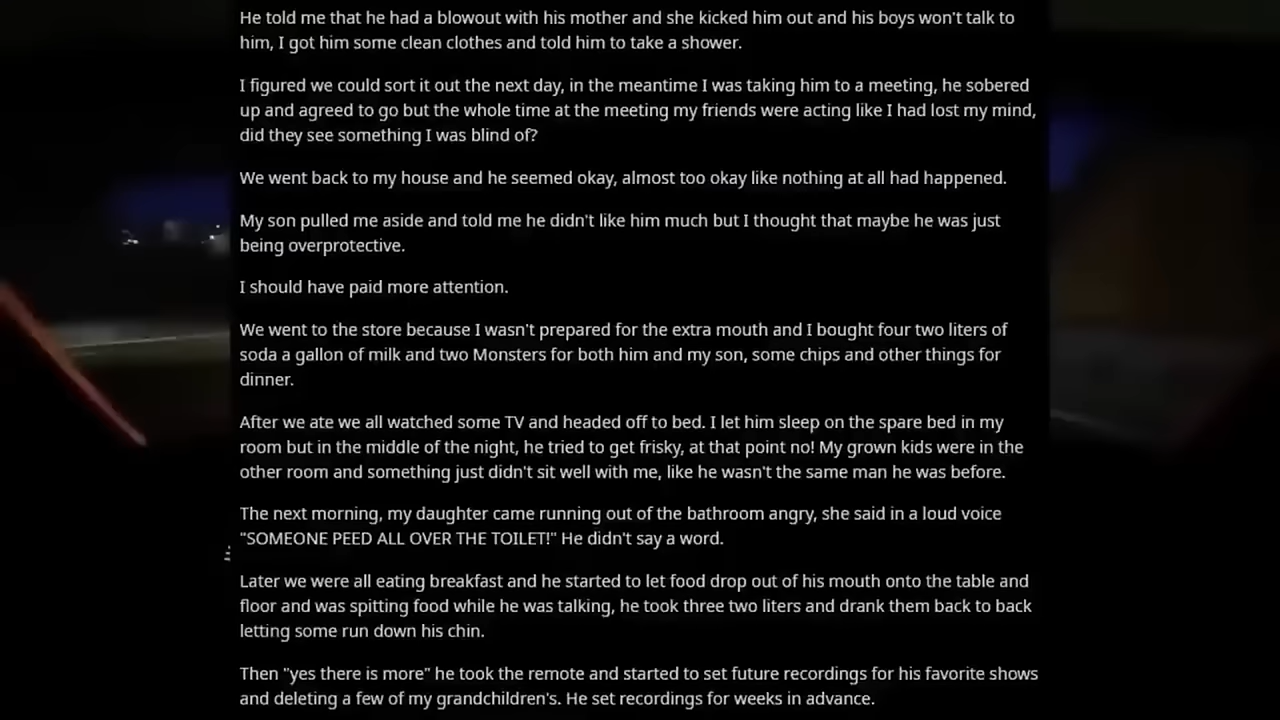 He told me that he had a blowout with his mother and she kicked him out and his boys won't talk to
him, I got him some clean clothes and told him to take a shower.
I figured we could sort it out the next day, in the meantime I was taking him to a meeting, he sobered
up and agreed to go but the whole time at the meeting my friends were acting like I had lost my mind,
did they see something I was blind of?
We went back to my house and he seemed okay, almost too okay like nothing at all had happened.
My son pulled me aside and told me he didn't like him much but I thought that maybe he was just
being overprotective.
I should have paid more attention.
We went to the store because I wasn't prepared for the extra mouth and I bought four two liters of
soda a gallon of milk and two Monsters for both him and my son, some chips and other things for
dinner.
After we ate we all watched some TV and headed off to bed. I let him sleep on the spare bed in my
room but in the middle of the night, he tried to get frisky, at that point no! My grown kids were in the
other room and something just didn't sit well with me, like he wasn't the same man he was before.
The next morning, my daughter came running out of the bathroom angry, she said in a loud voice
"SOMEONE PEED ALL OVER THE TOILET!" He didn't say a word.
Later we were all eating breakfast and he started to let food drop out of his mouth onto the table and
floor and was spitting food while he was talking, he took three two liters and drank them back to back
letting some run down his chin.
Then "yes there is more" he took the remote and started to set future recordings for his favorite shows
and deleting a few of my grandchildren's. He set recordings for weeks in advance.